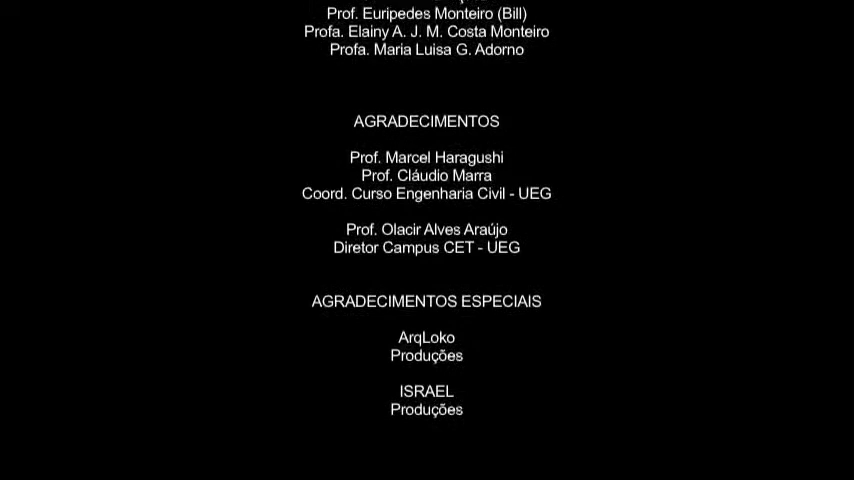 Prof. Euripedes Monteiro (Bill)
Profa. Elainy A. J. M. Costa Monteiro
Profa. Maria Luisa G. Adorno
AGRADECIMENTOS
Prof. Marcel Haragushi
Prof. Cláudio Marra
Coord. Curso Engenharia Civil - UEG
Prof. Olacir Alves Araújo
Diretor Campus CET - UEG
AGRADECIMENTOS ESPECIAIS
ArqLoko
Produções
ISRAEL
Produções